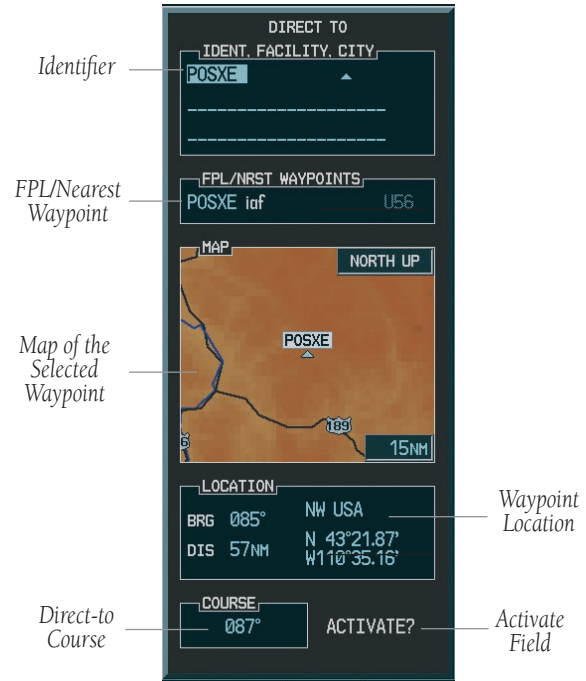 DIRECT TO
IDENT, FACILITY, CITY
Identifier
POSXE
FPL/NRST WAYPOINTS
FPL/Nearest
Waypoint
POSXE iaf U56
MAP
NORTH UP
POSXE
Map of the
Selected
Waypoint
189
6
15NM
LOCATION
BRG 085° NW USA
DIS 57NM N 43°21.87'
W110°35.16'
Waypoint
Location
COURSE
Direct-to
Course
087° ACTIVATE?
Activate
Field